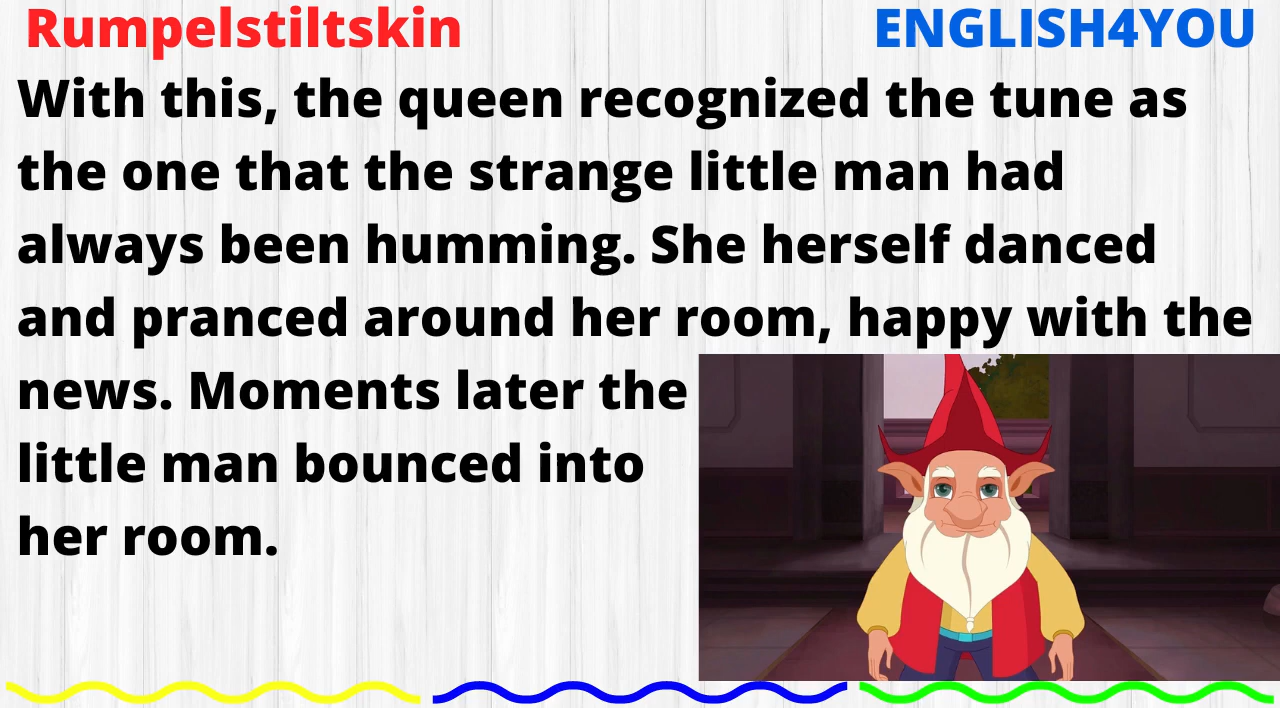 Rumpelstiltskin
ENGLISH4YOU
With this, the queen recognized the tune as
the one that the strange little man had
always been humming. She herself danced
and pranced around her room, happy with the
news. Moments later the
little man bounced into
her room.